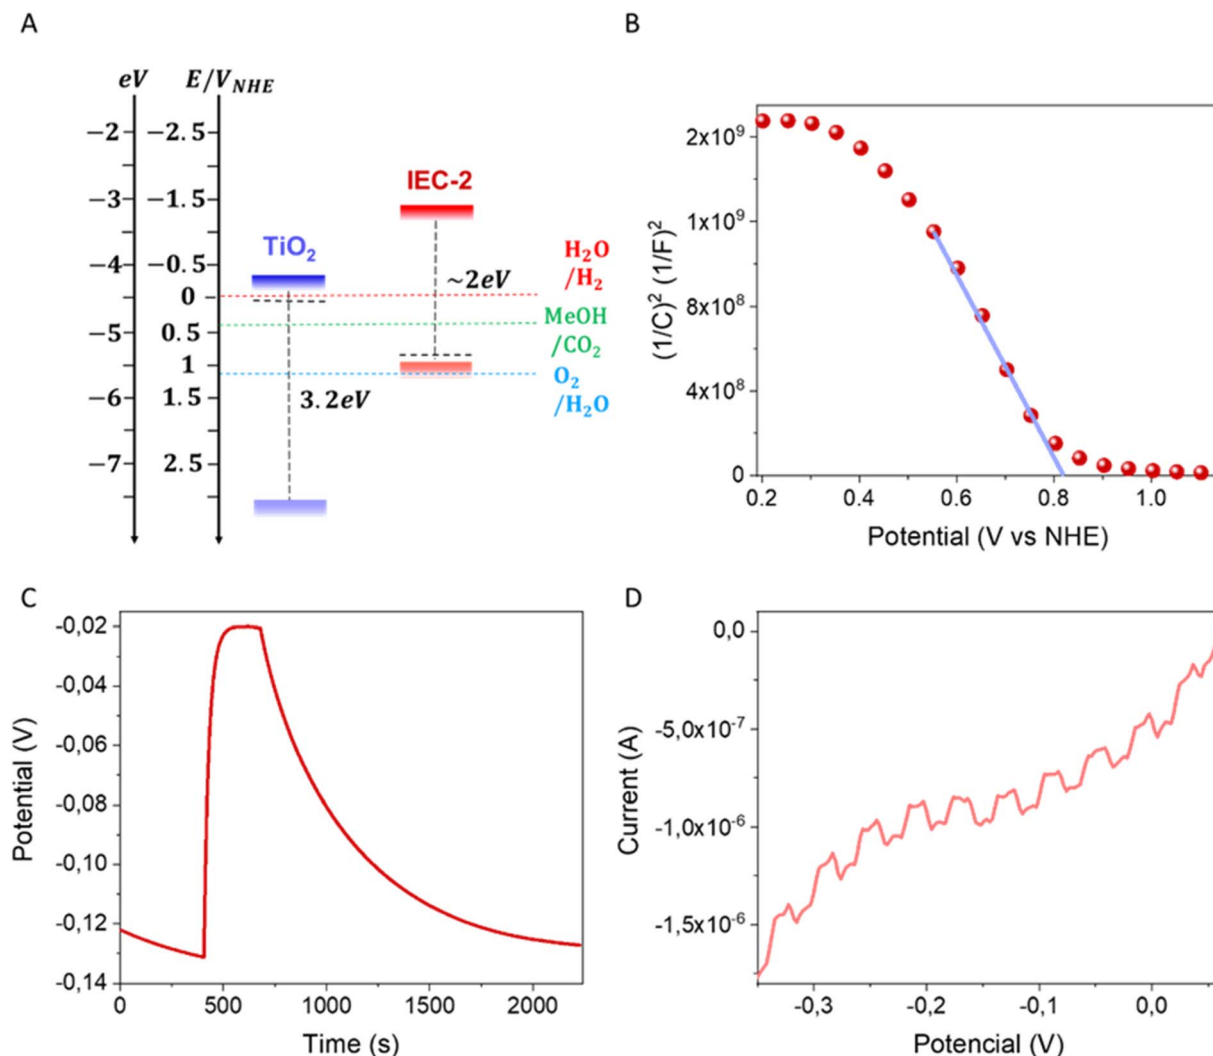 A
eV E/V_NHE
−2 −2.5
−3 −1.5
−4 −0.5
0
−5 0.5
1
−6 1.5
−7 2.5
TiO₂
IEC-2
~2eV
3.2eV
H₂O
/H₂
MeOH
/CO₂
O₂
/H₂O
B
(1/C)² (1/F)²
2x10⁹
1x10⁹
8x10⁸
4x10⁸
0
0.2 0.4 0.6 0.8 1.0
Potential (V vs NHE)
C
Potential (V)
-0,02
-0,04
-0,06
-0,08
-0,10
-0,12
-0,14
0 500 1000 1500 2000
Time (s)
D
Current (A)
0,0
-5,0x10⁻⁷
-1,0x10⁻⁶
-1,5x10⁻⁶
-0,3 -0,2 -0,1 0,0
Potencial (V)